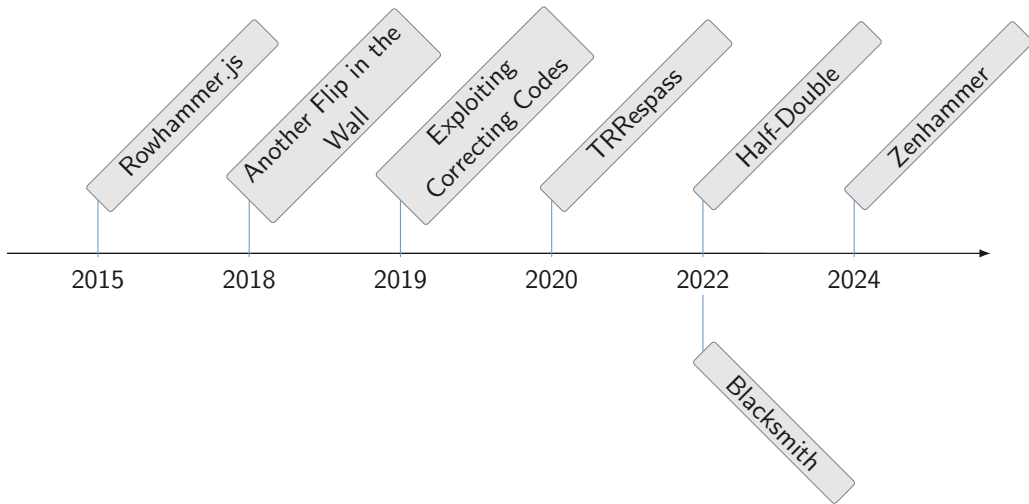 Rowhammer.js
Another Flip in the
Wall
Exploiting
Correcting Codes
TRRespass
Half-Double
Zenhammer
2015
2018
2019
2020
2022
2024
Blacksmith